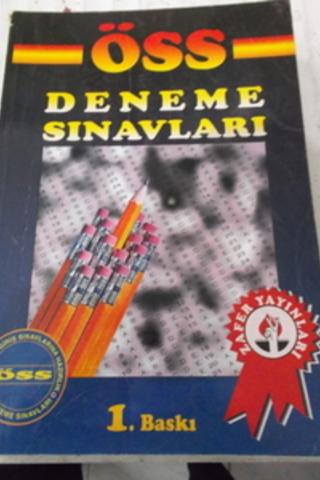 ÖSS
DENEME
SINAVLARI
ZAFER YAYINLARI
ÖSS
1. Baskı